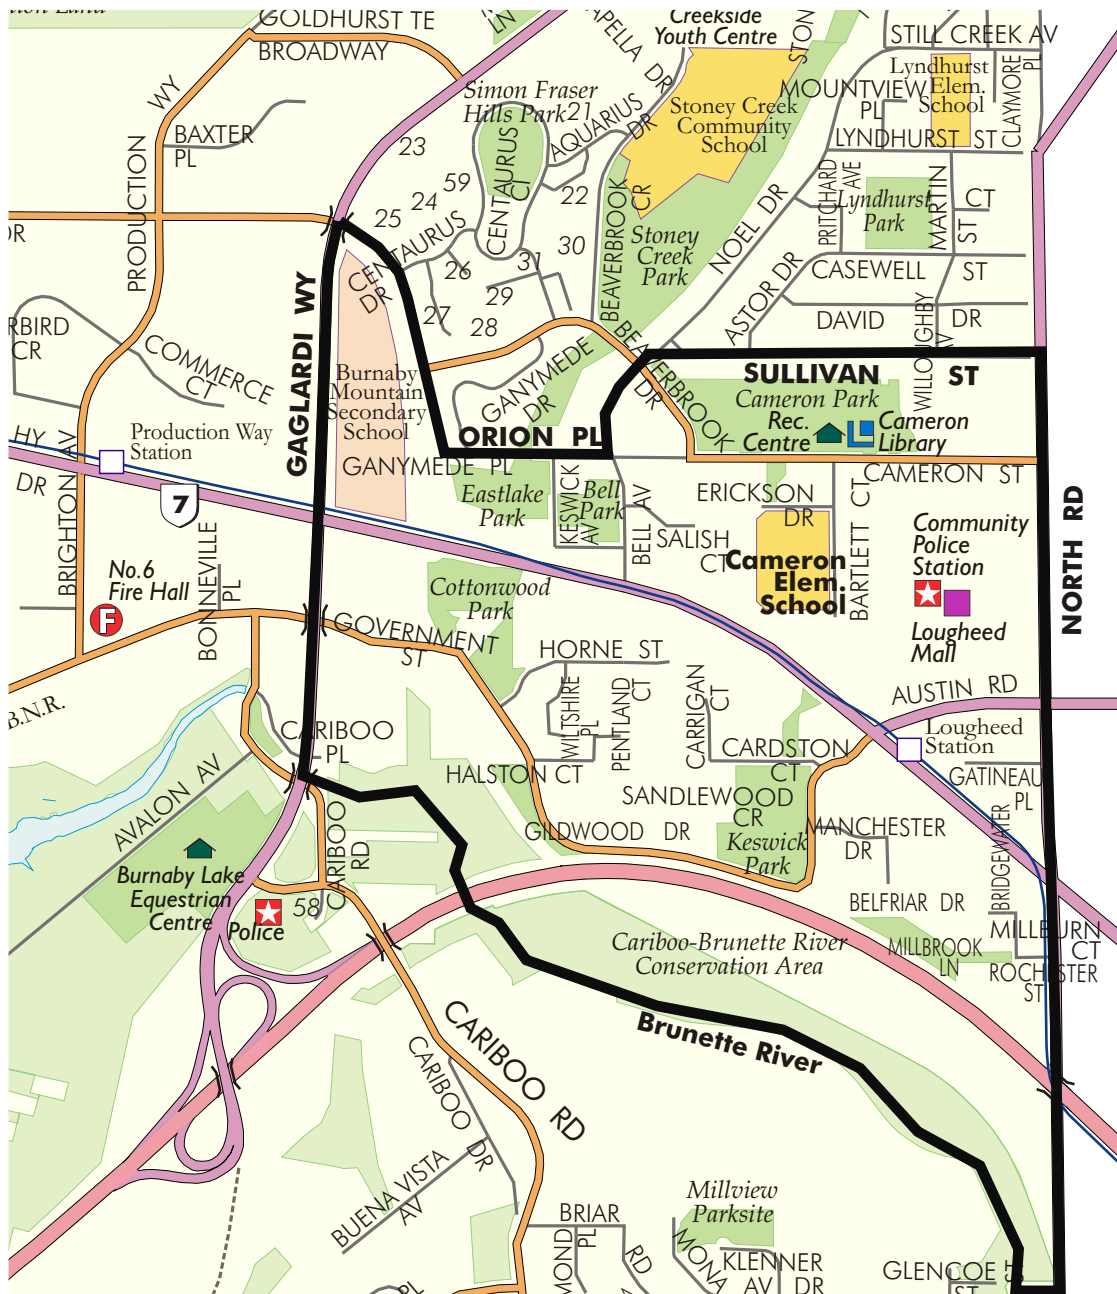 GOLDHURST TE
BROADWAY
LN
DR
Creekside
Youth Centre
STILL CREEK AV
Lyndhurst
Elem.
School
CLAYMORE
PL
MOUNTVIEW
PL
LYNDHURST ST
WY
PRODUCTION
BAXTER
PL
Simon Fraser
Hills Park
21
AQUARIUS
DR
Stoney Creek
Community
School
23
59
24
25
22
30
31
26
29
27
28
CENTAURUS
CT
CENTAURUS
DR
BEAVERBROOK
CR
Stoney
Creek
Park
NOEL DR
PRITCHARD
AVE
Lyndhurst
Park
MARTIN
ST
CT
CASEWELL ST
ASTOR DR
DAVID DR
WILLOUGHBY
AV
DR
RBIRD
CR
COMMERCE
CT
GAGLARDI WY
Burnaby
Mountain
Secondary
School
GANYMEDE
DR
BEAVERBROOK
DR
SULLIVAN ST
Cameron Park
Rec.
Centre
Cameron
Library
ORION PL
GANYMEDE PL
Production Way
Station
HY
DR
7
BRIGHTON AV
Eastlake
Park
KESWICK
AV
Bell
Park
BELL AV
SALISH
CT
ERICKSON
DR
CAMERON ST
BARTLETT CT
Cameron
Elem.
School
Community
Police
Station
Lougheed
Mall
NORTH RD
No.6
Fire Hall
F
BONNEVILLE
PL
Cottonwood
Park
GOVERNMENT
ST
HORNE ST
WILTSHIRE
PL
PENTLAND
CT
CARRIGAN
CT
AUSTIN RD
Lougheed
Station
B.N.R.
CARIBOO
PL
AVALON AV
HALSTON CT
CARDSTON
CT
GATINEAU
PL
SANDLEWOOD
CR
GILDWOOD DR
Keswick
Park
MANCHESTER
DR
BRIDGEWATER
CARIBOO
RD
Burnaby Lake
Equestrian
Centre
58
Police
BELFRIAR DR
MILLBURN
CT
MILLBROOK
LN
ROCHESTER
ST
Cariboo-Brunette River
Conservation Area
Brunette River
CARIBOO RD
CARIBOO DR
BUENA VISTA
AV
Millview
Parksite
BRIAR
RD
PL
MOND
PL
MONA
AV
KLENNER
DR
GLENCOE
ST
ST